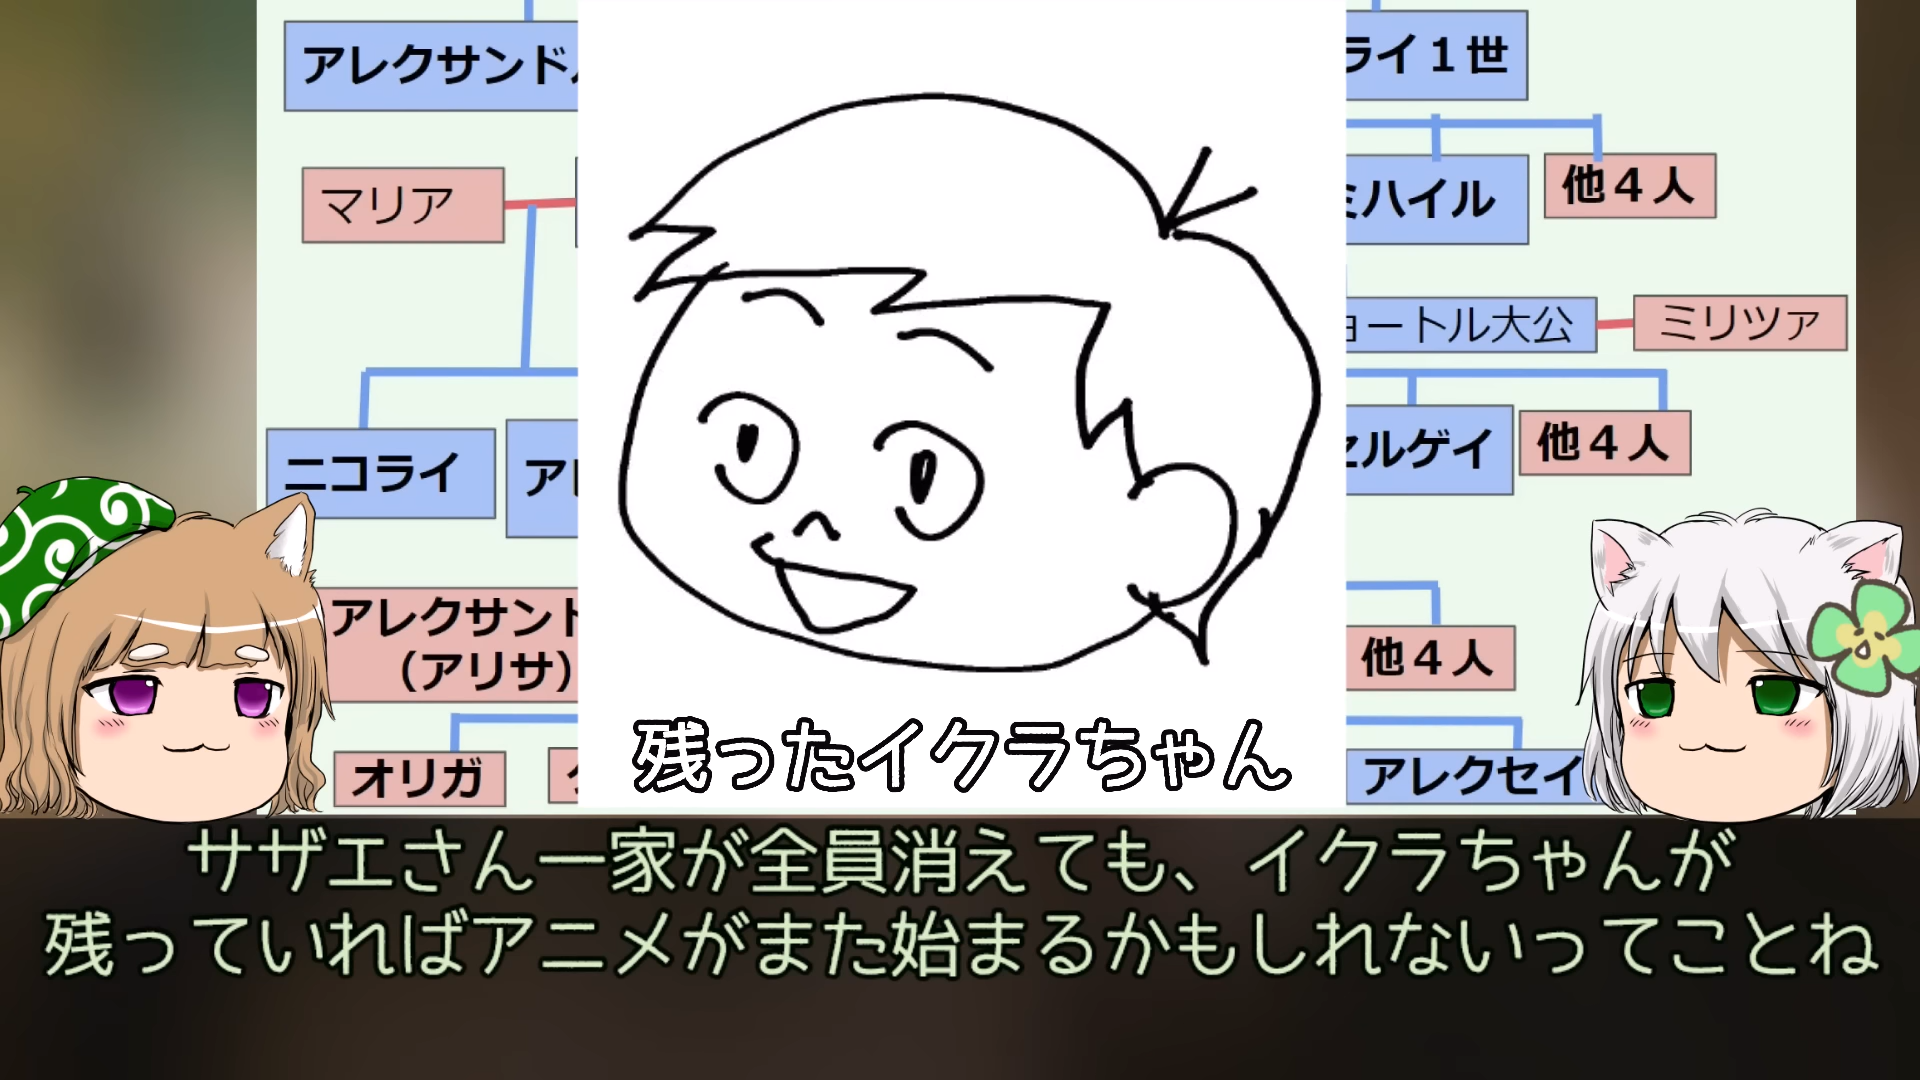 アレクサンド
ライ1世
マリア
ミハイル
他4人
ョートル大公
ミリツァ
ニコライ
ア
セルゲイ
他4人
アレクサンド
（アリサ）
他4人
オリガ
アレクセイ
残ったイクラちゃん
サザエさん一家が全員消えても、イクラちゃんが
残っていればアニメがまた始まるかもしれないってことね